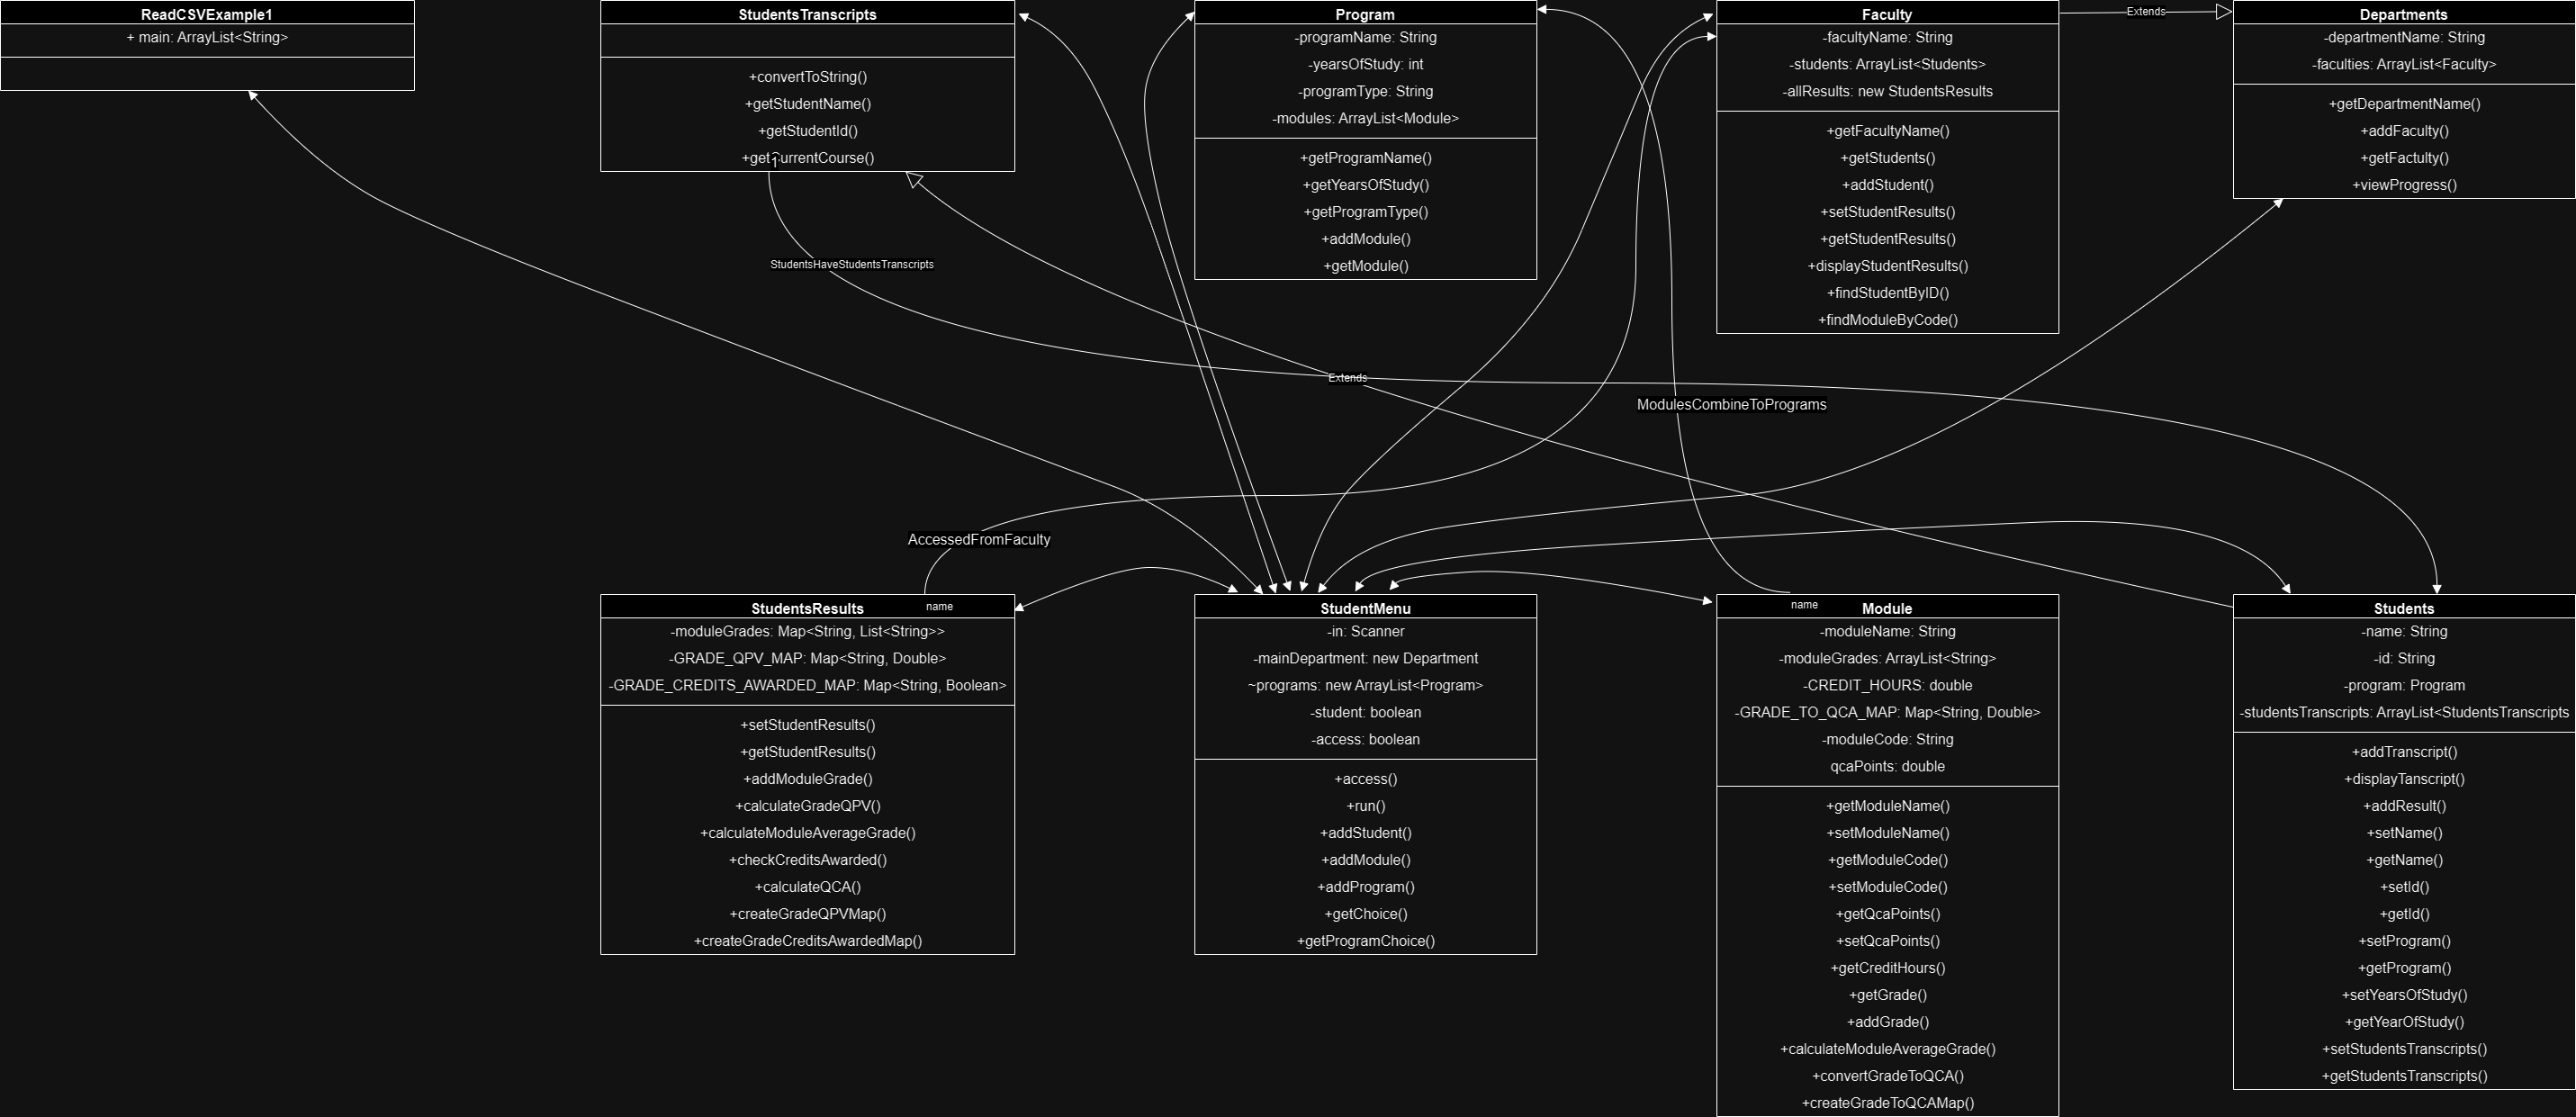 ReadCSVExample1
+ main: ArrayList<String>
StudentsTranscripts
+convertToString()
+getStudentName()
+getStudentId()
+getCurrentCourse()
1
Program
-programName: String
-yearsOfStudy: int
-programType: String
-modules: ArrayList<Module>
+getProgramName()
+getYearsOfStudy()
+getProgramType()
+addModule()
+getModule()
Faculty
-facultyName: String
-students: ArrayList<Students>
-allResults: new StudentsResults
+getFacultyName()
+getStudents()
+addStudent()
+setStudentResults()
+getStudentResults()
+displayStudentResults()
+findStudentByID()
+findModuleByCode()
Extends
Departments
-departmentName: String
-faculties: ArrayList<Faculty>
+getDepartmentName()
+addFaculty()
+getFactulty()
+viewProgress()
StudentsHaveStudentsTranscripts
Extends
ModulesCombineToPrograms
AccessedFromFaculty
StudentsResults
name
-moduleGrades: Map<String, List<String>>
-GRADE_QPV_MAP: Map<String, Double>
-GRADE_CREDITS_AWARDED_MAP: Map<String, Boolean>
+setStudentResults()
+getStudentResults()
+addModuleGrade()
+calculateGradeQPV()
+calculateModuleAverageGrade()
+checkCreditsAwarded()
+calculateQCA()
+createGradeQPVMap()
+createGradeCreditsAwardedMap()
StudentMenu
-in: Scanner
-mainDepartment: new Department
~programs: new ArrayList<Program>
-student: boolean
-access: boolean
+access()
+run()
+addStudent()
+addModule()
+addProgram()
+getChoice()
+getProgramChoice()
name
Module
-moduleName: String
-moduleGrades: ArrayList<String>
-CREDIT_HOURS: double
-GRADE_TO_QCA_MAP: Map<String, Double>
-moduleCode: String
qcaPoints: double
+getModuleName()
+setModuleName()
+getModuleCode()
+setModuleCode()
+getQcaPoints()
+setQcaPoints()
+getCreditHours()
+getGrade()
+addGrade()
+calculateModuleAverageGrade()
+convertGradeToQCA()
+createGradeToQCAMap()
Students
-name: String
-id: String
-program: Program
-studentsTranscripts: ArrayList<StudentsTranscripts
+addTranscript()
+displayTanscript()
+addResult()
+setName()
+getName()
+setId()
+getId()
+setProgram()
+getProgram()
+setYearsOfStudy()
+getYearOfStudy()
+setStudentsTranscripts()
+getStudentsTranscripts()